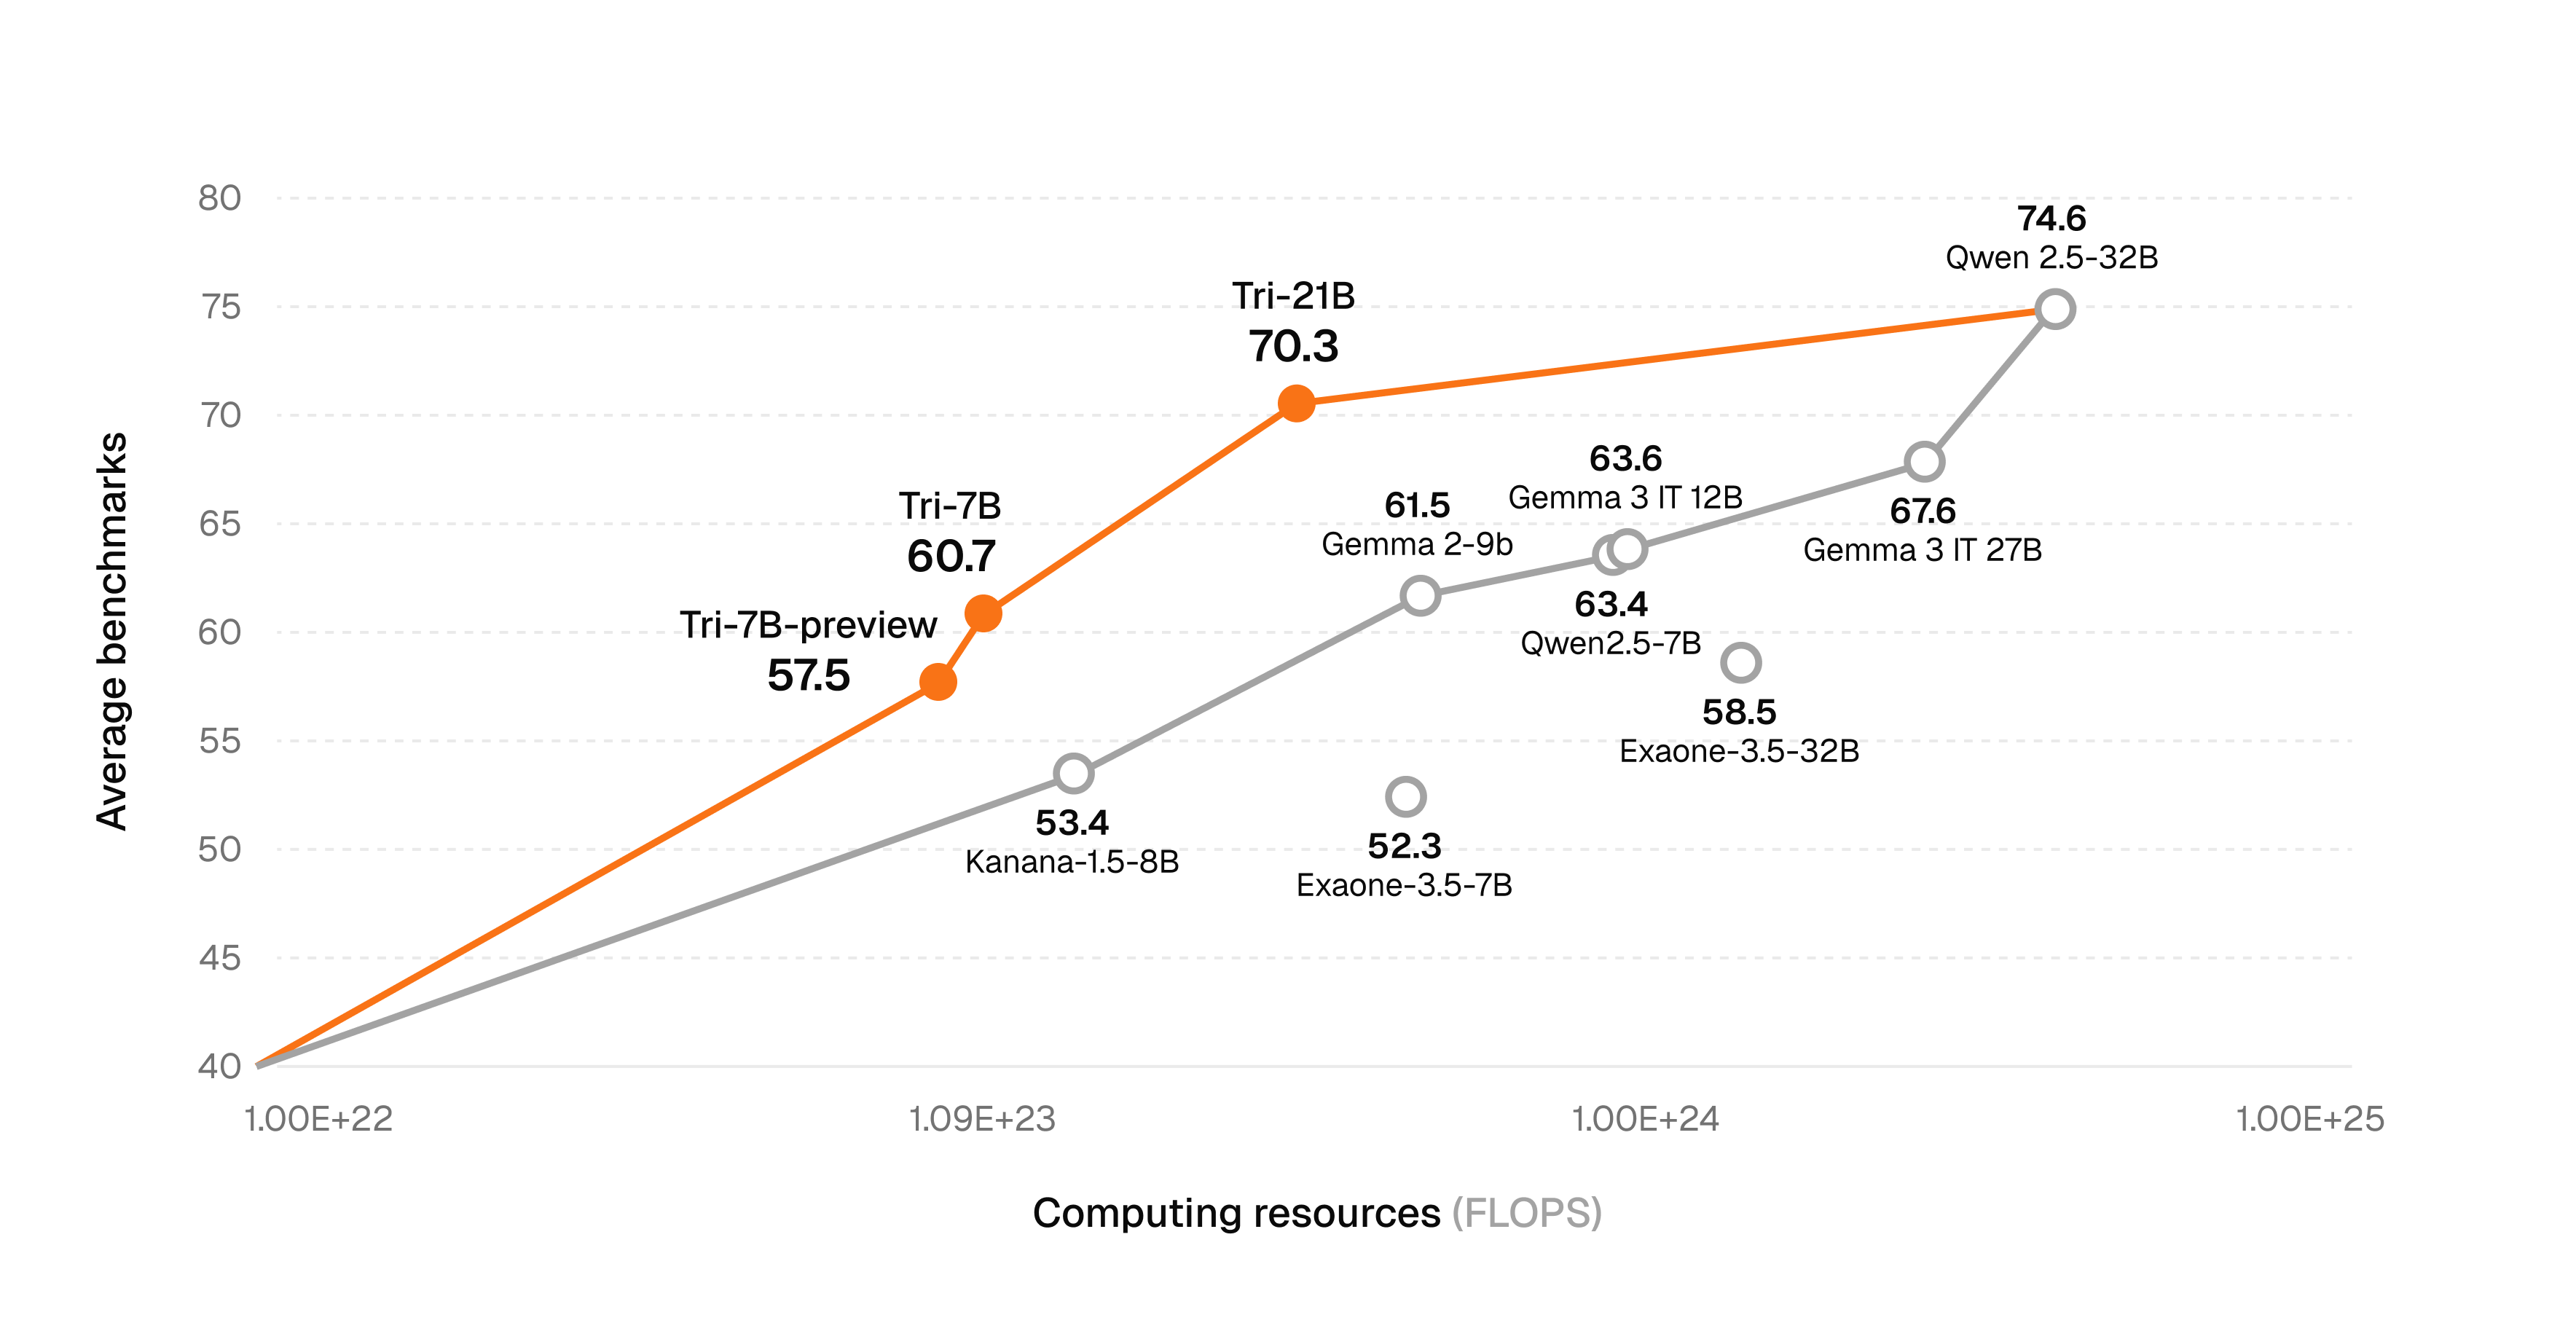 80
74.6
Qwen 2.5-32B
Tri-21B
75
70.3
70
63.6
Gemma 3 IT 12B
Tri-7B
61.5
67.6
65
60.7
Gemma 2-9b
Gemma 3 IT 27B
63.4
Tri-7B-preview
60
Qwen2.5-7B
57.5
58.5
55
Exaone-3.5-32B
53.4
52.3
50
Kanana-1.5-8B
Exaone-3.5-7B
45
40
Average benchmarks
1.00E+22
1.09E+23
1.00E+24
1.00E+25
Computing resources (FLOPS)